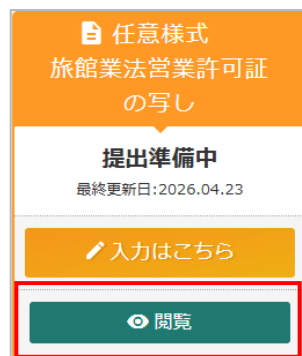 任意様式
旅館業法営業許可証
の写し
提出準備中
最終更新日:2026.04.23
入力はこちら
閲覧